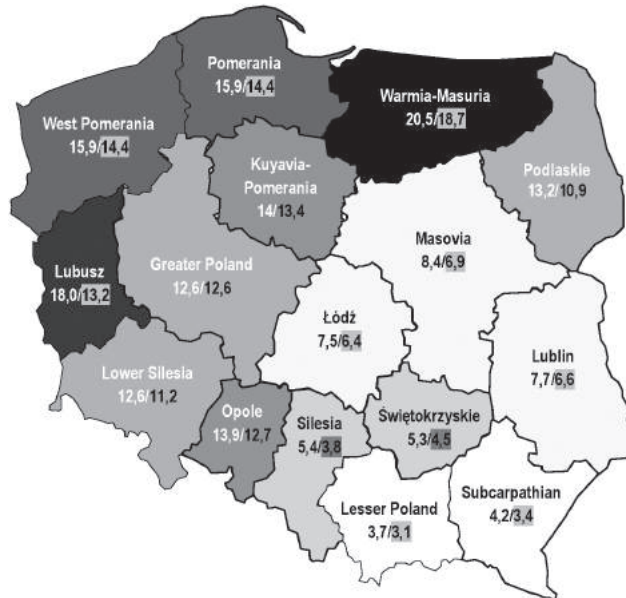 Pomerania
15,9/14,4
Warmia-Masuria
20,5/18,7
West Pomerania
15,9/14,4
Kuyavia-
Pomerania
14/13,4
Podlaskie
13,2/10,9
Masovia
8,4/6,9
Lubusz
18,0/13,2
Greater Poland
12,6/12,6
Łódź
7,5/6,4
Lublin
7,7/6,6
Lower Silesia
12,6/11,2
Opole
13,9/12,7
Silesia
5,4/3,8
Świętokrzyskie
5,3/4,5
Lesser Poland
3,7/3,1
Subcarpathian
4,2/3,4